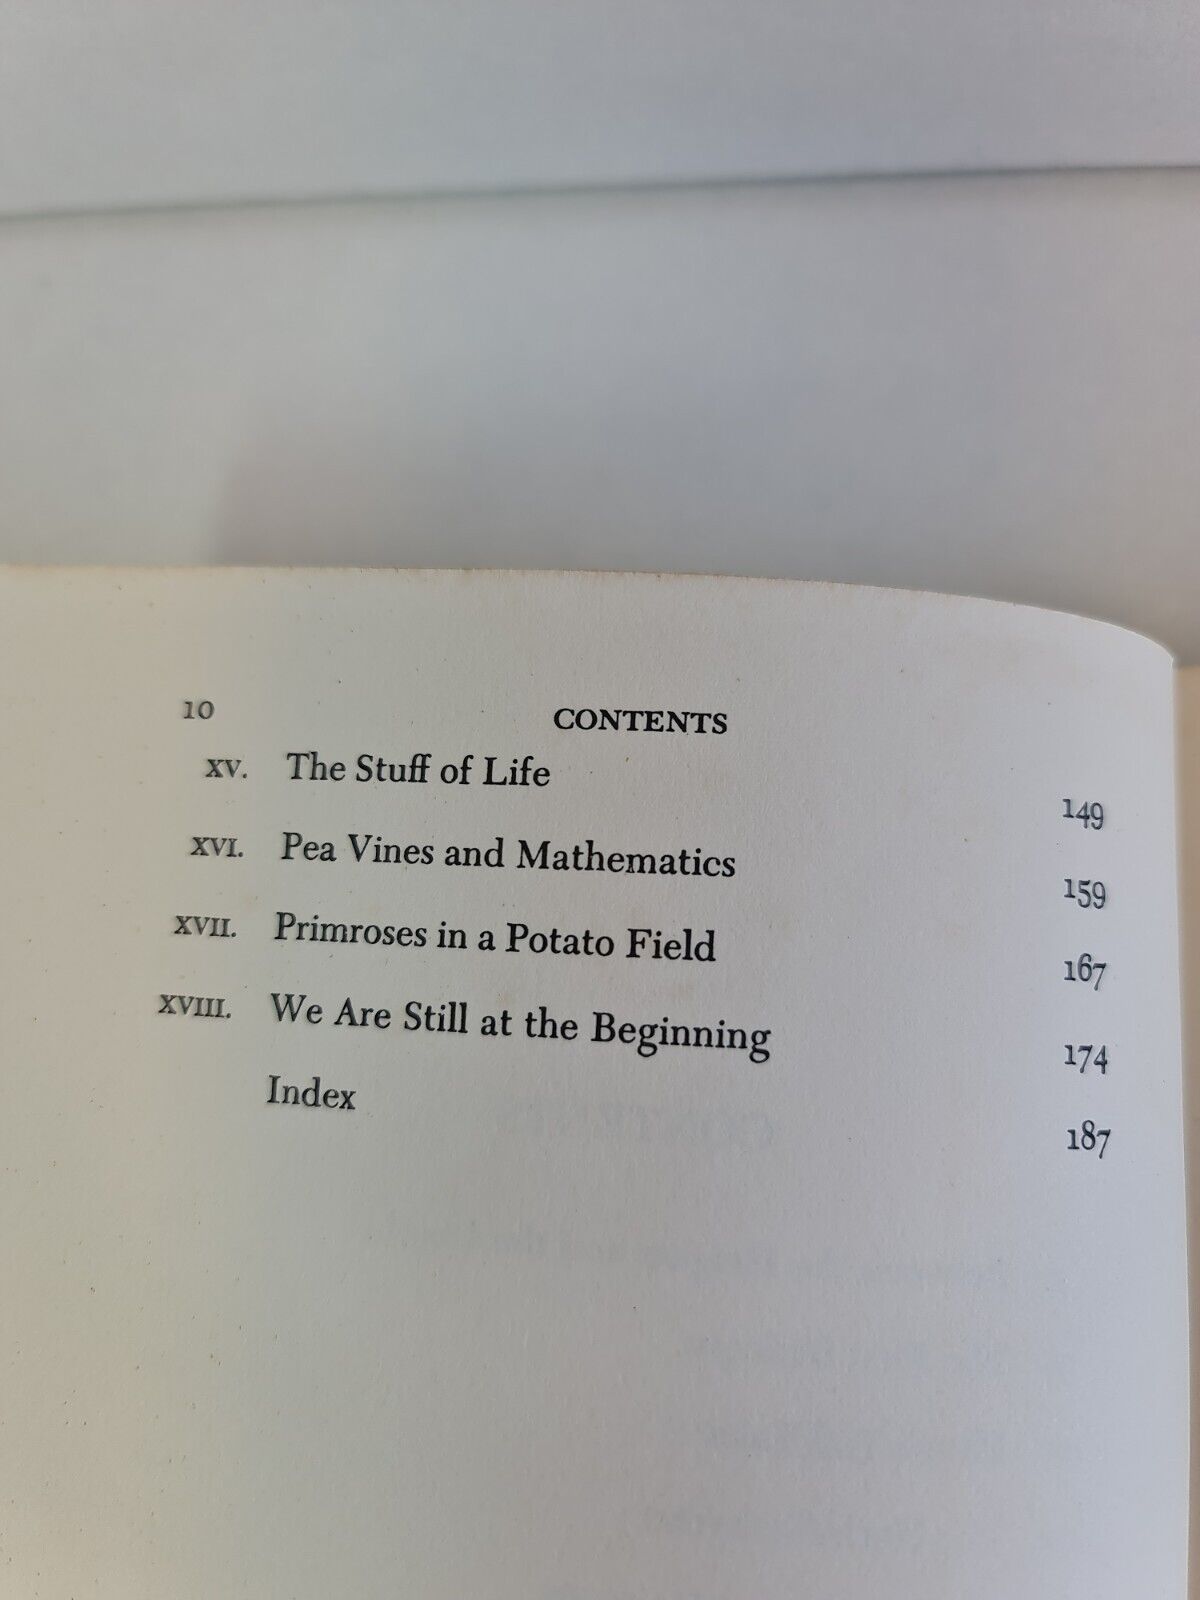 10 CONTENTS
XV. The Stuff of Life 149
XVI. Pea Vines and Mathematics 159
XVII. Primroses in a Potato Field 167
XVIII. We Are Still at the Beginning 174
Index 187